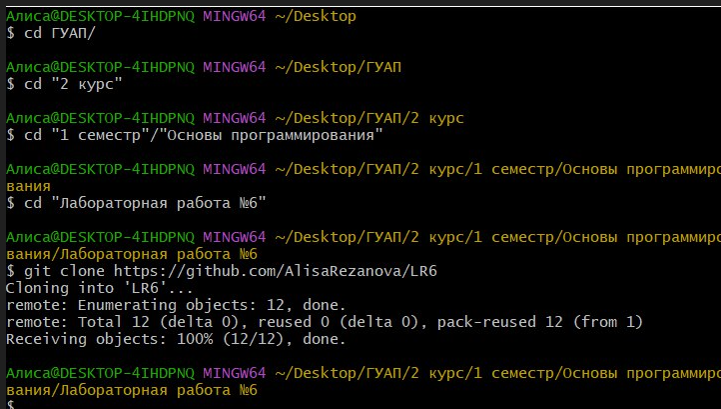 Алиса@DESKTOP-4IHDPNQ MINGW64 ~/Desktop
$ cd ГУАП/
Алиса@DESKTOP-4IHDPNQ MINGW64 ~/Desktop/ГУАП
$ cd "2 курс"
Алиса@DESKTOP-4IHDPNQ MINGW64 ~/Desktop/ГУАП/2 курс
$ cd "1 семестр"/"Основы программирования"
Алиса@DESKTOP-4IHDPNQ MINGW64 ~/Desktop/ГУАП/2 курс/1 семестр/Основы программиро
вания
$ cd "Лабораторная работа №6"
Алиса@DESKTOP-4IHDPNQ MINGW64 ~/Desktop/ГУАП/2 курс/1 семестр/Основы программиро
вания/Лабораторная работа №6
$ git clone https://github.com/AlisaRezanova/LR6
Cloning into 'LR6'...
remote: Enumerating objects: 12, done.
remote: Total 12 (delta 0), reused 0 (delta 0), pack-reused 12 (from 1)
Receiving objects: 100% (12/12), done.
Алиса@DESKTOP-4IHDPNQ MINGW64 ~/Desktop/ГУАП/2 курс/1 семестр/Основы программиро
вания/Лабораторная работа №6
$